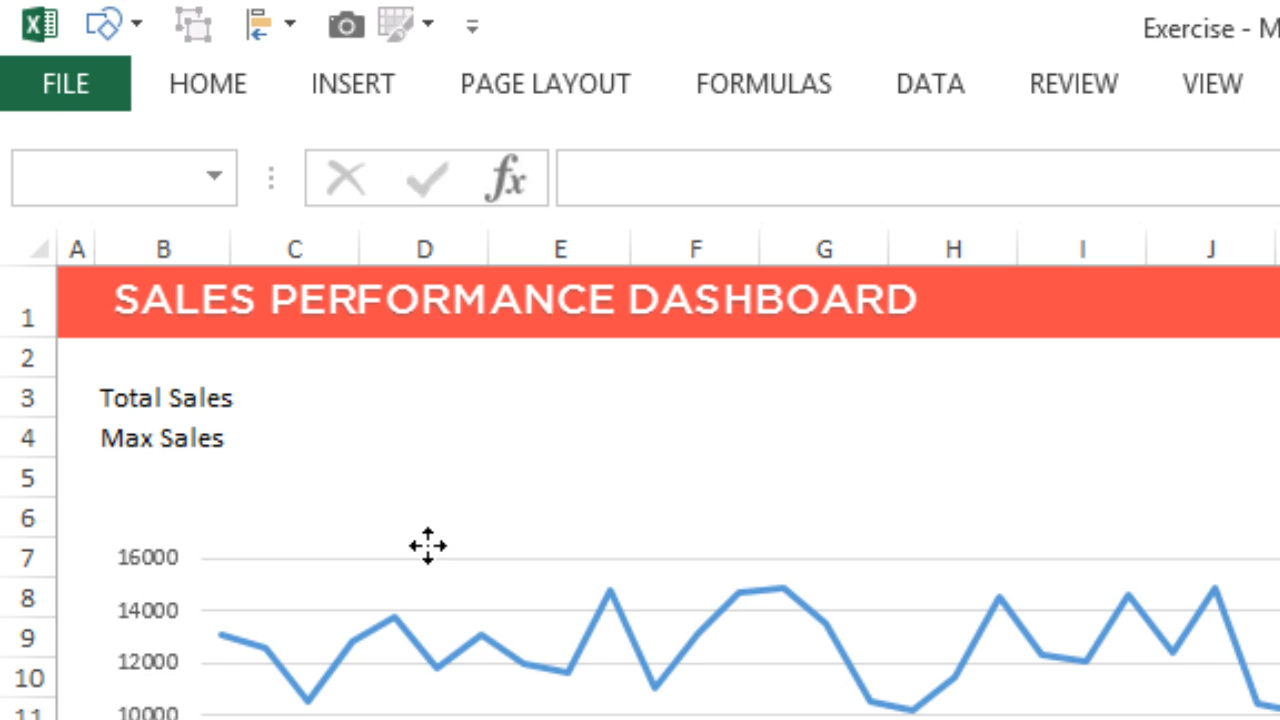 Exercise - M
FILE HOME INSERT PAGE LAYOUT FORMULAS DATA REVIEW VIEW
fx
A B C D E F G H I J
1 SALES PERFORMANCE DASHBOARD
2
3 Total Sales
4 Max Sales
5
6
7 16000
8 14000
9 12000
10
11 10000